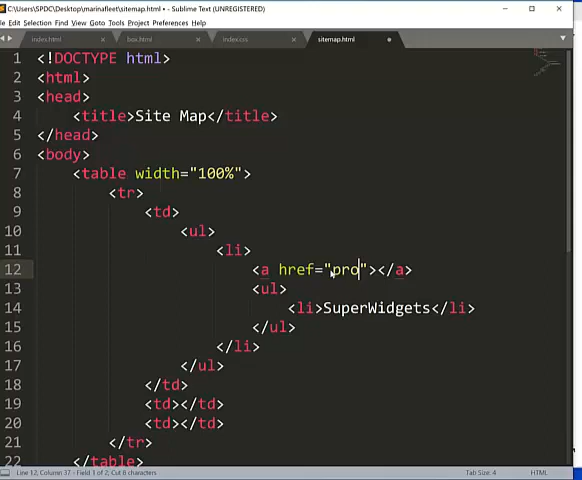 C:\Users\SPDC\Desktop\marinafleet\sitemap.html • - Sublime Text (UNREGISTERED)
File Edit Selection Find View Goto Tools Project Preferences Help
index.html × box.html × index.css × sitemap.html
1 <!DOCTYPE html>
2 <html>
3 <head>
4 <title>Site Map</title>
5 </head>
6 <body>
7 <table width="100%">
8 <tr>
9 <td>
10 <ul>
11 <li>
12 <a href="pro"></a>
13 <ul>
14 <li>SuperWidgets</li>
15 </ul>
16 </li>
17 </ul>
18 </td>
19 <td></td>
20 <td></td>
21 </tr>
22 </table>
Line 12, Column 37 - Field 1 of 2; Cut 8 characters Tab Size: 4 HTML